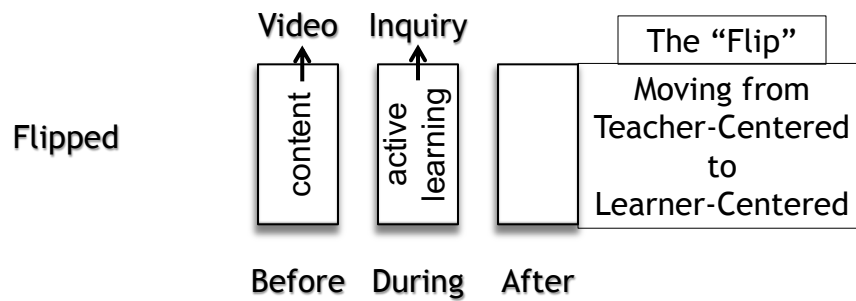 Video Inquiry
The “Flip”
Flipped
content
active
learning
Moving from
Teacher-Centered
to
Learner-Centered
Before During After